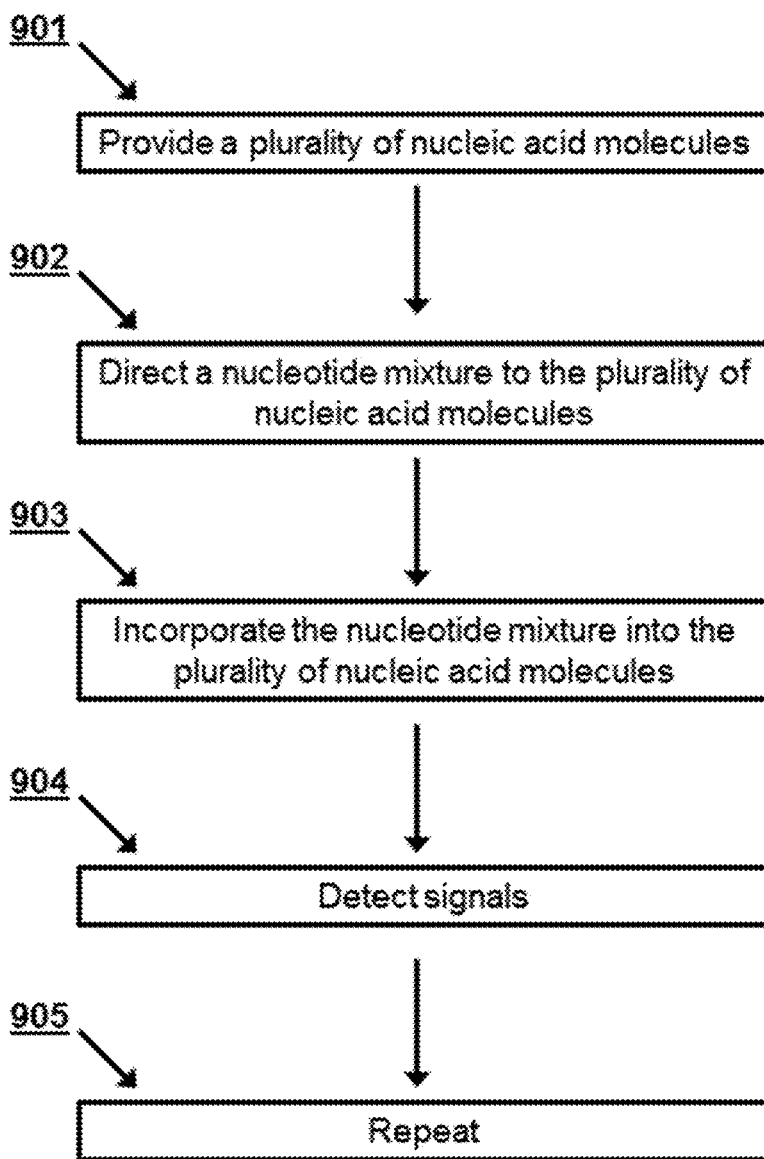 901
Provide a plurality of nucleic acid molecules
902
Direct a nucleotide mixture to the plurality of
nucleic acid molecules
903
Incorporate the nucleotide mixture into the
plurality of nucleic acid molecules
904
Detect signals
905
Repeat